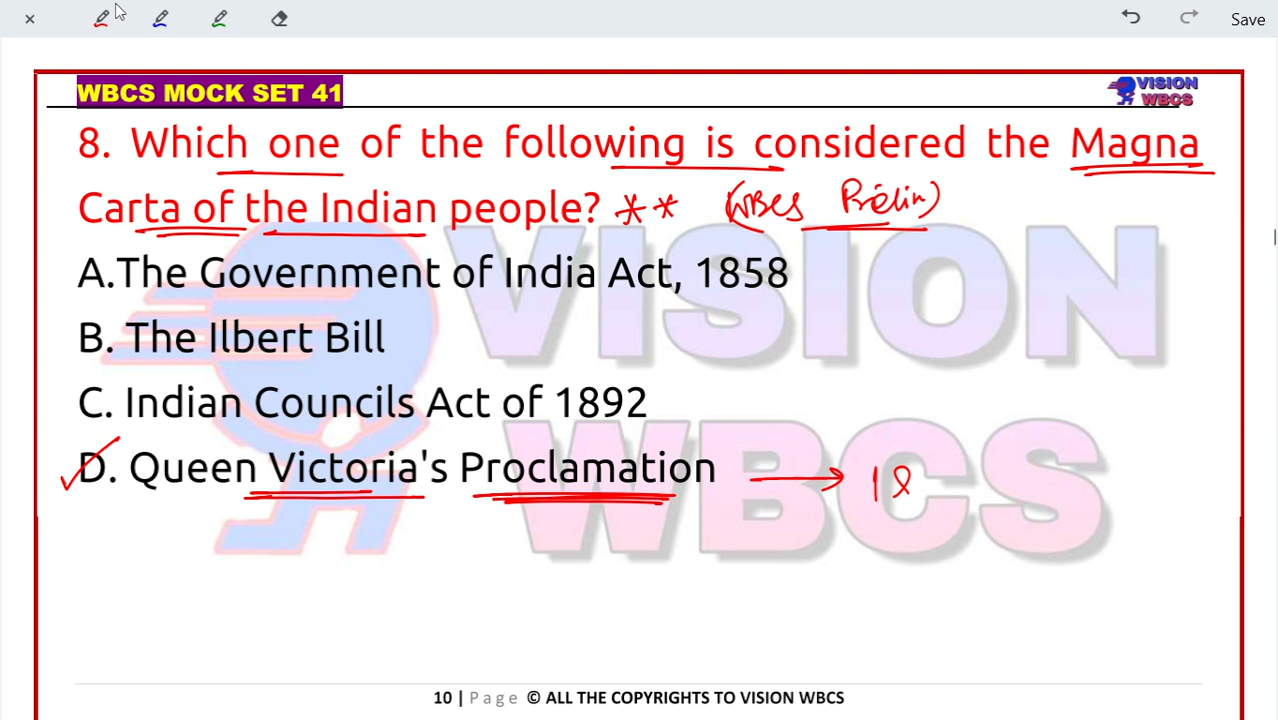 Save
WBCS MOCK SET 41
VISION
WBCS
8. Which one of the following is considered the Magna
Carta of the Indian people? ** (WBCS Prelim)
A.The Government of India Act, 1858
B. The Ilbert Bill
C. Indian Councils Act of 1892
D. Queen Victoria's Proclamation → 18
VISION
WBCS
10 | Page © ALL THE COPYRIGHTS TO VISION WBCS